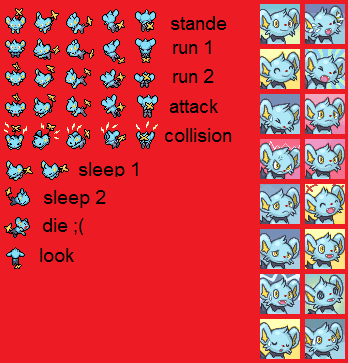 stande
run 1
run 2
attack
collision
sleep 1
sleep 2
die ;(
look